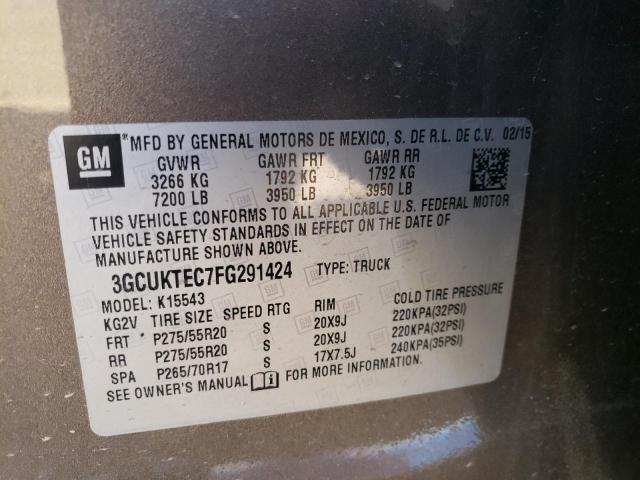 GM
® MFD BY GENERAL MOTORS DE MEXICO, S. DE R.L. DE C.V. 02/15
GVWR GAWR FRT GAWR RR
3266 KG 1792 KG 1792 KG
7200 LB 3950 LB 3950 LB
THIS VEHICLE CONFORMS TO ALL APPLICABLE U.S. FEDERAL MOTOR
VEHICLE SAFETY STANDARDS IN EFFECT ON THE DATE OF
MANUFACTURE SHOWN ABOVE.
3GCUKTEC7FG291424 TYPE: TRUCK
MODEL: K15543
KG2V TIRE SIZE SPEED RTG RIM COLD TIRE PRESSURE
FRT P275/55R20 S 20X9J 220KPA(32PSI)
RR P275/55R20 S 20X9J 220KPA(32PSI)
SPA P265/70R17 S 17X7.5J 240KPA(35PSI)
SEE OWNER'S MANUAL FOR MORE INFORMATION.